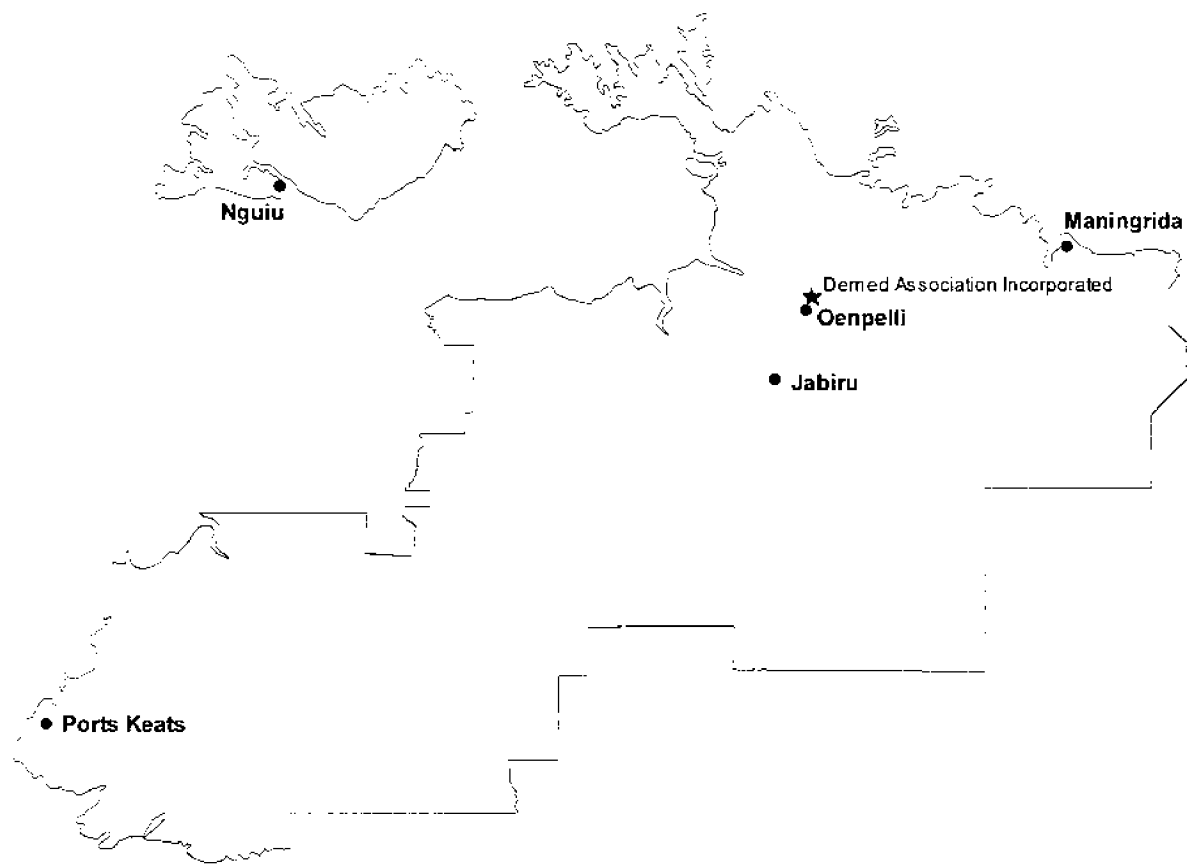 Nguiu
Maningrida
Demed Association Incorporated
Oenpelli
Jabiru
Ports Keats